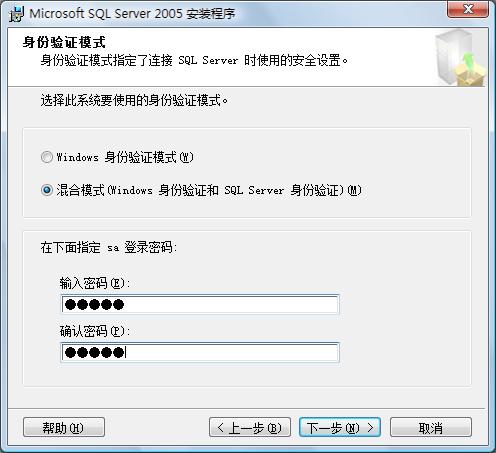 Microsoft SQL Server 2005 安装程序
身份验证模式
身份验证模式指定了连接 SQL Server 时使用的安全设置。
选择此系统要使用的身份验证模式。
Windows 身份验证模式(W)
混合模式(Windows 身份验证和 SQL Server 身份验证)(M)
在下面指定 sa 登录密码:
输入密码(E):
●●●●●
确认密码(P):
●●●●●
帮助(H)
< 上一步(B)
下一步(N) >
取消